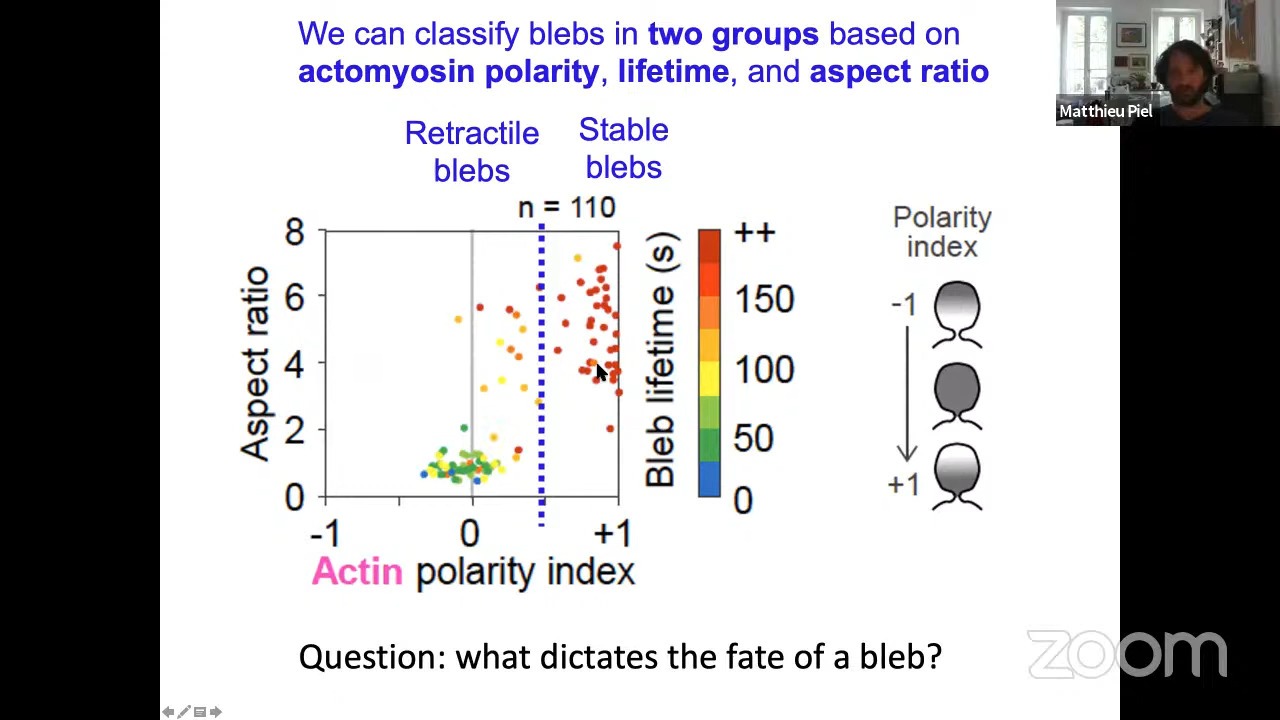 We can classify blebs in two groups based on
actomyosin polarity, lifetime, and aspect ratio
Matthieu Piel
Retractile
blebs
Stable
blebs
n = 110
8
6
4
2
0
Aspect ratio
-1
0
+1
Actin polarity index
Bleb lifetime (s)
++
150
100
50
0
Polarity
index
-1
+1
Question: what dictates the fate of a bleb?
zoom